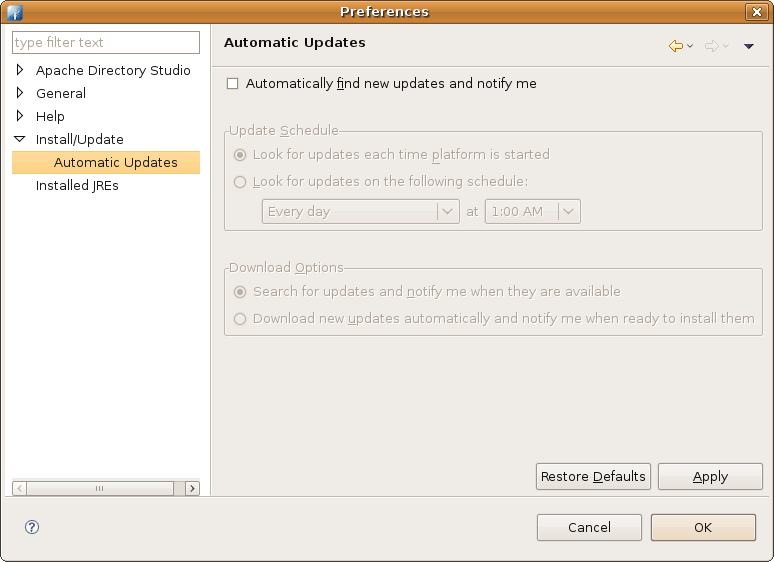 Preferences
type filter text
Apache Directory Studio
General
Help
Install/Update
Automatic Updates
Installed JREs
Automatic Updates
Automatically find new updates and notify me
Update Schedule
Look for updates each time platform is started
Look for updates on the following schedule:
Every day at 1:00 AM
Download Options
Search for updates and notify me when they are available
Download new updates automatically and notify me when ready to install them
Restore Defaults Apply
? Cancel OK